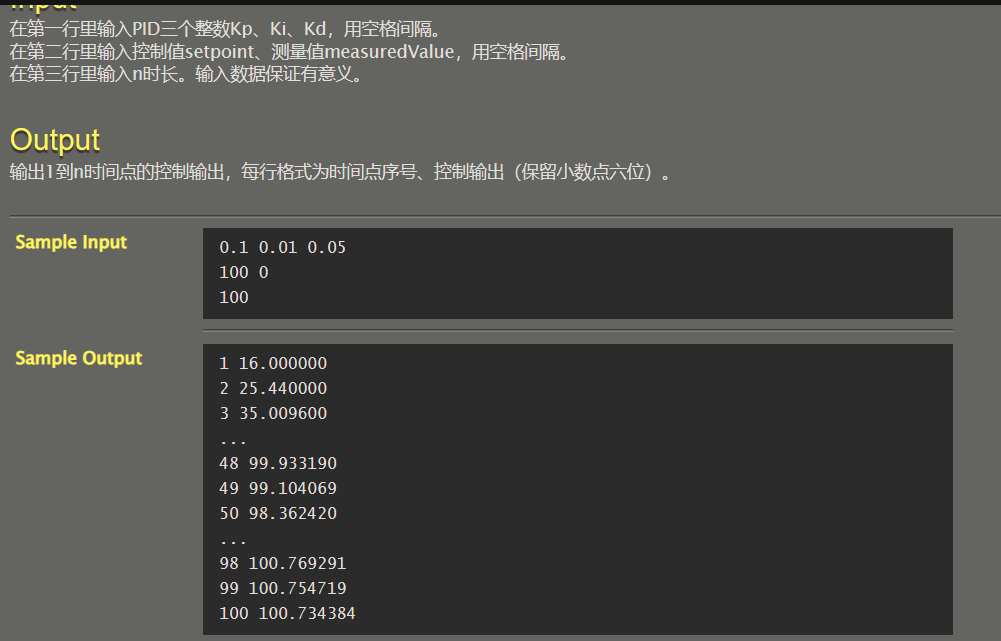 Input
在第一行里输入PID三个整数Kp、Ki、Kd，用空格间隔。
在第二行里输入控制值setpoint、测量值measuredValue，用空格间隔。
在第三行里输入n时长。输入数据保证有意义。
Output
输出1到n时间点的控制输出，每行格式为时间点序号、控制输出（保留小数点六位）。
Sample Input
0.1 0.01 0.05
100 0
100
Sample Output
1 16.000000
2 25.440000
3 35.009600
...
48 99.933190
49 99.104069
50 98.362420
...
98 100.769291
99 100.754719
100 100.734384